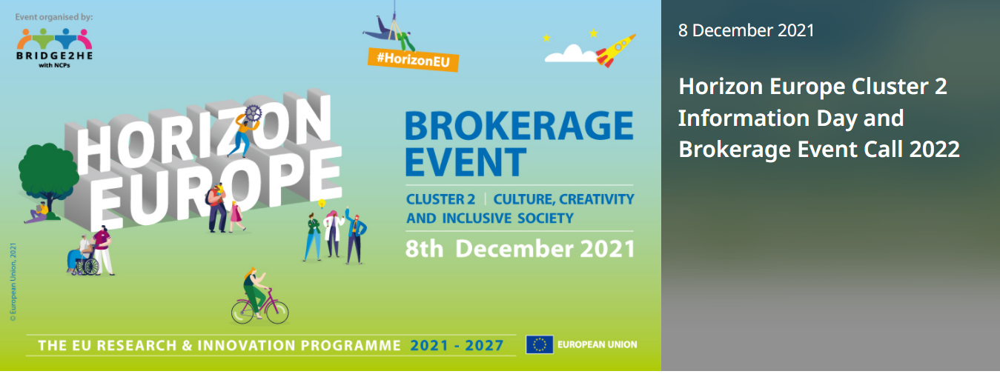 Event organised by:
BRIDGE2HE
with NCPs
#HorizonEU
HORIZON
EUROPE
BROKERAGE
EVENT
CLUSTER 2 | CULTURE, CREATIVITY
AND INCLUSIVE SOCIETY
8th December 2021
© European Union, 2021
THE EU RESEARCH & INNOVATION PROGRAMME 2021 - 2027
EUROPEAN UNION
8 December 2021
Horizon Europe Cluster 2
Information Day and
Brokerage Event Call 2022